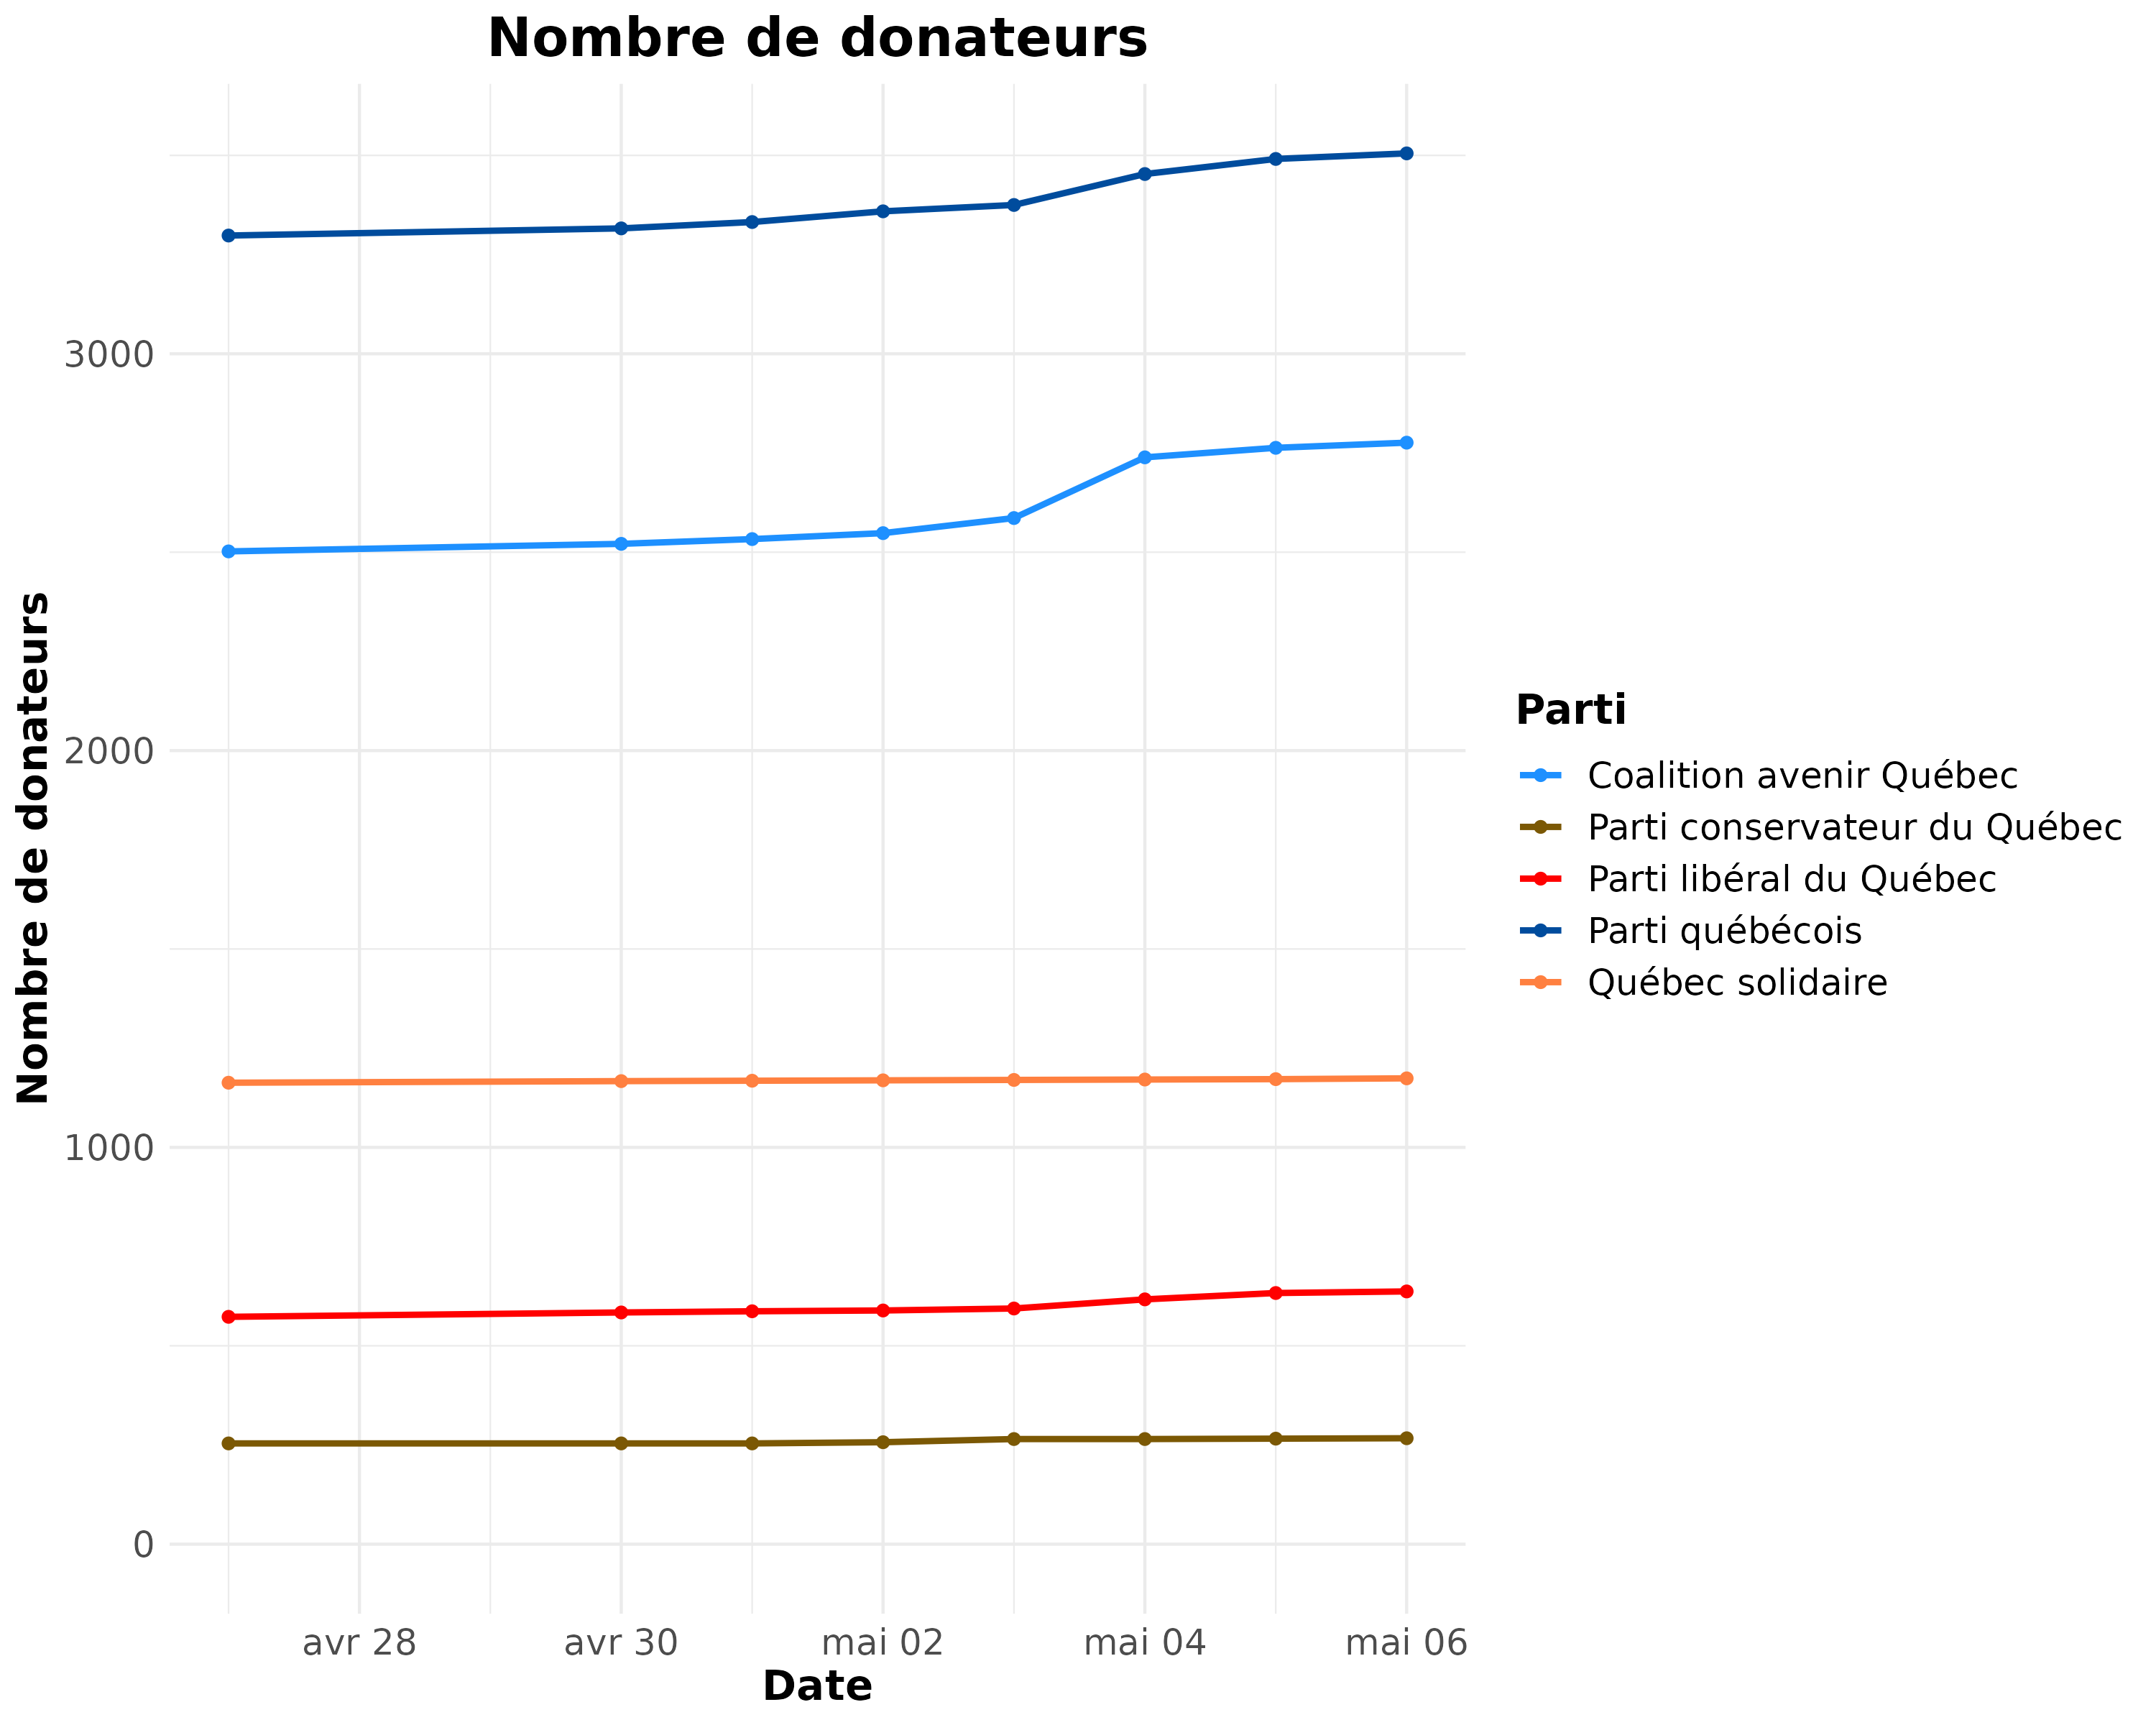 Nombre de donateurs
Nombre de donateurs
3000
2000
1000
0
avr 28
avr 30
mai 02
mai 04
mai 06
Date
Parti
Coalition avenir Québec
Parti conservateur du Québec
Parti libéral du Québec
Parti québécois
Québec solidaire